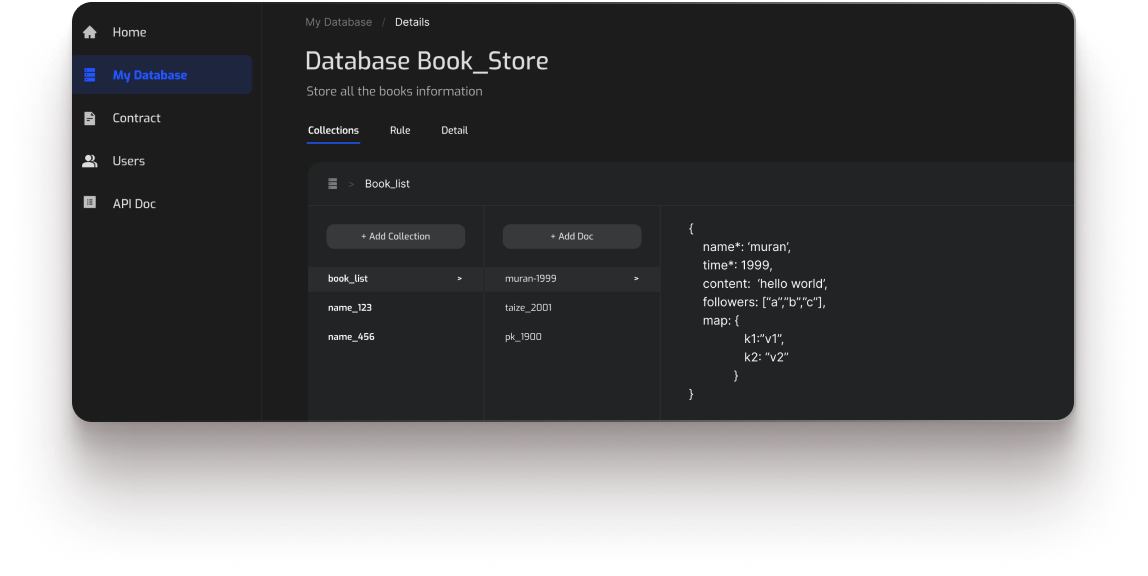 Home
My Database
Contract
Users
API Doc
My Database / Details
Database Book_Store
Store all the books information
Collections Rule Detail
> Book_list
+ Add Collection
book_list >
name_123
name_456
+ Add Doc
muran-1999 >
taize_2001
pk_1900
{
name*: ‘muran’,
time*: 1999,
content: ‘hello world’,
followers: [“a”,”b”,”c”],
map: {
k1:”v1”,
k2: “v2”
}
}